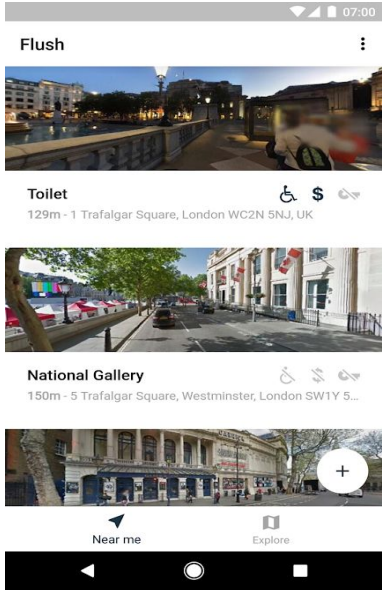 07:00
Flush
Toilet
129m - 1 Trafalgar Square, London WC2N 5NJ, UK
National Gallery
150m - 5 Trafalgar Square, Westminster, London SW1Y 5...
Near me
Explore